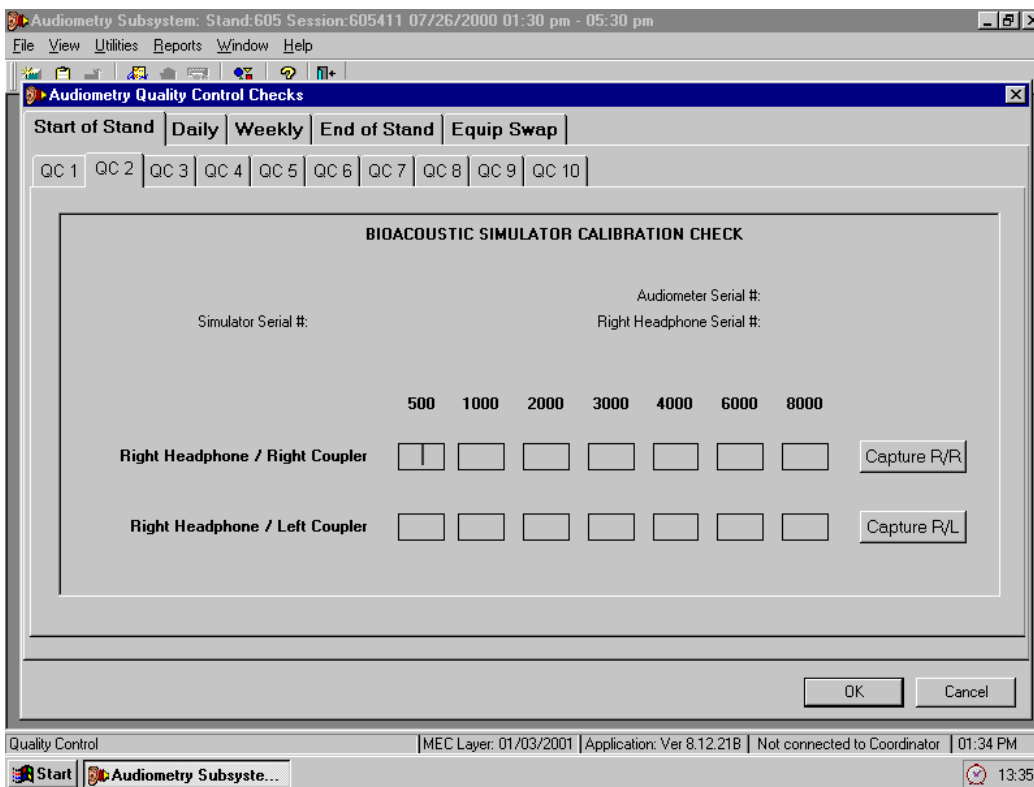 Audiometry Subsystem: Stand:605 Session:605411 07/26/2000 01:30 pm - 05:30 pm
File View Utilities Reports Window Help
Audiometry Quality Control Checks
Start of Stand Daily Weekly End of Stand Equip Swap
QC 1 QC 2 QC 3 QC 4 QC 5 QC 6 QC 7 QC 8 QC 9 QC 10
BIOACOUSTIC SIMULATOR CALIBRATION CHECK
Audiometer Serial #:
Simulator Serial #: Right Headphone Serial #:
500 1000 2000 3000 4000 6000 8000
Right Headphone / Right Coupler Capture R/R
Right Headphone / Left Coupler Capture R/L
OK Cancel
Quality Control MEC Layer: 01/03/2001 Application: Ver 8.12.21B Not connected to Coordinator 01:34 PM
Start Audiometry Subsyste... 13:35